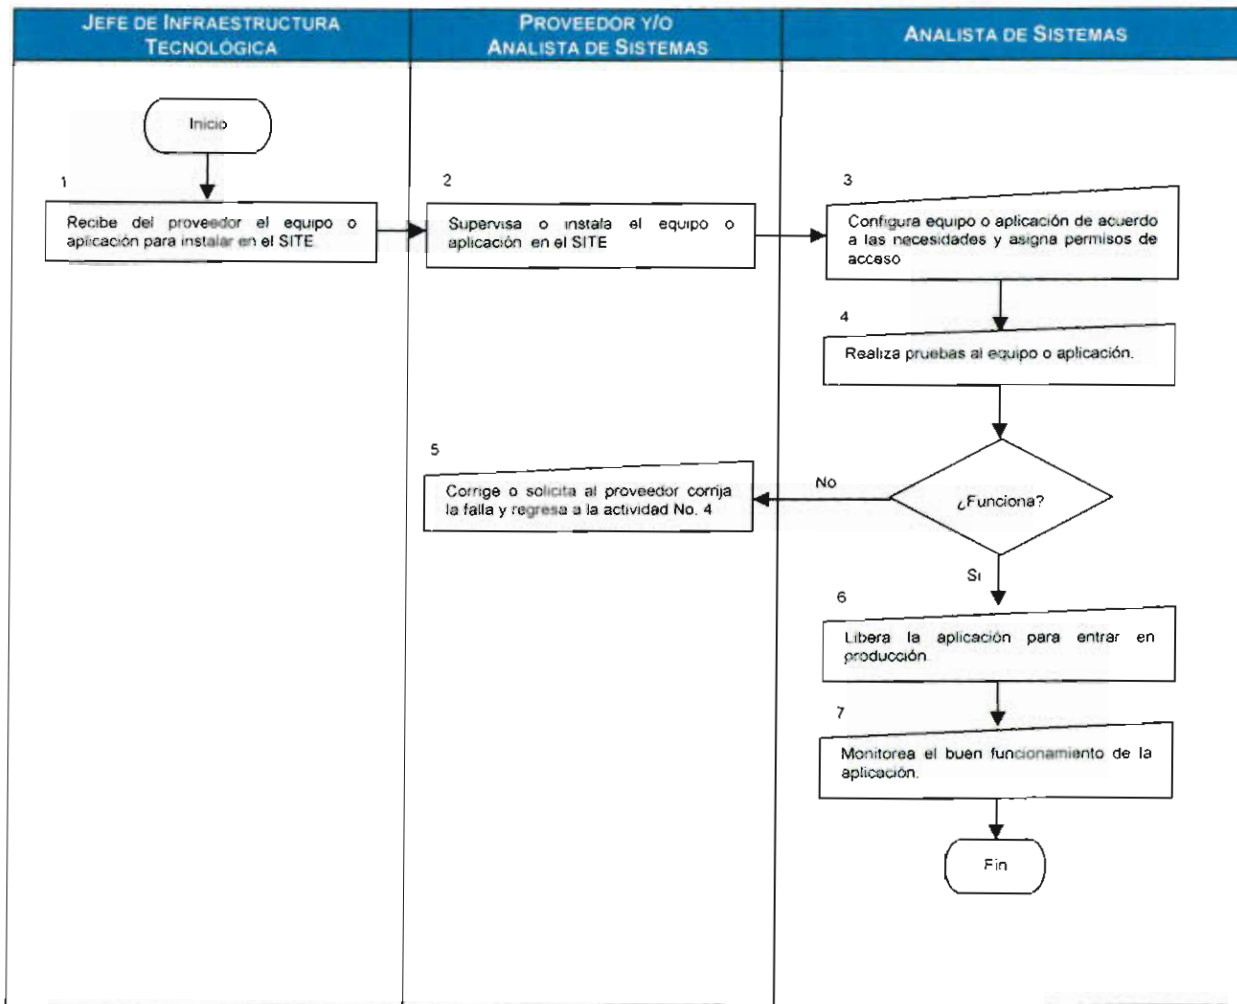 JEFE DE INFRAESTRUCTURA
TECNOLÓGICA
PROVEEDOR Y/O
ANALISTA DE SISTEMAS
ANALISTA DE SISTEMAS
Inicio
1
Recibe del proveedor el equipo o
aplicación para instalar en el SITE
2
Supervisa o instala el equipo o
aplicación en el SITE
3
Configura equipo o aplicación de acuerdo
a las necesidades y asigna permisos de
acceso
4
Realiza pruebas al equipo o aplicación.
¿Funciona?
No
5
Corrige o solicita al proveedor corrija
la falla y regresa a la actividad No. 4
Si
6
Libera la aplicación para entrar en
producción
7
Monitorea el buen funcionamiento de la
aplicación.
Fin